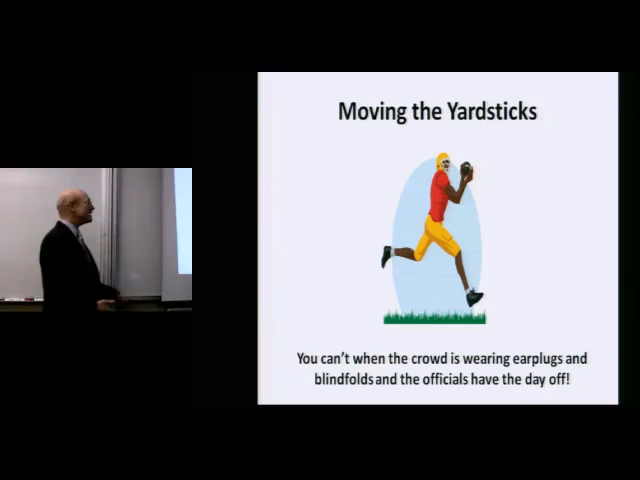 Moving the Yardsticks
You can't when the crowd is wearing earplugs and
blindfolds and the officials have the day off!